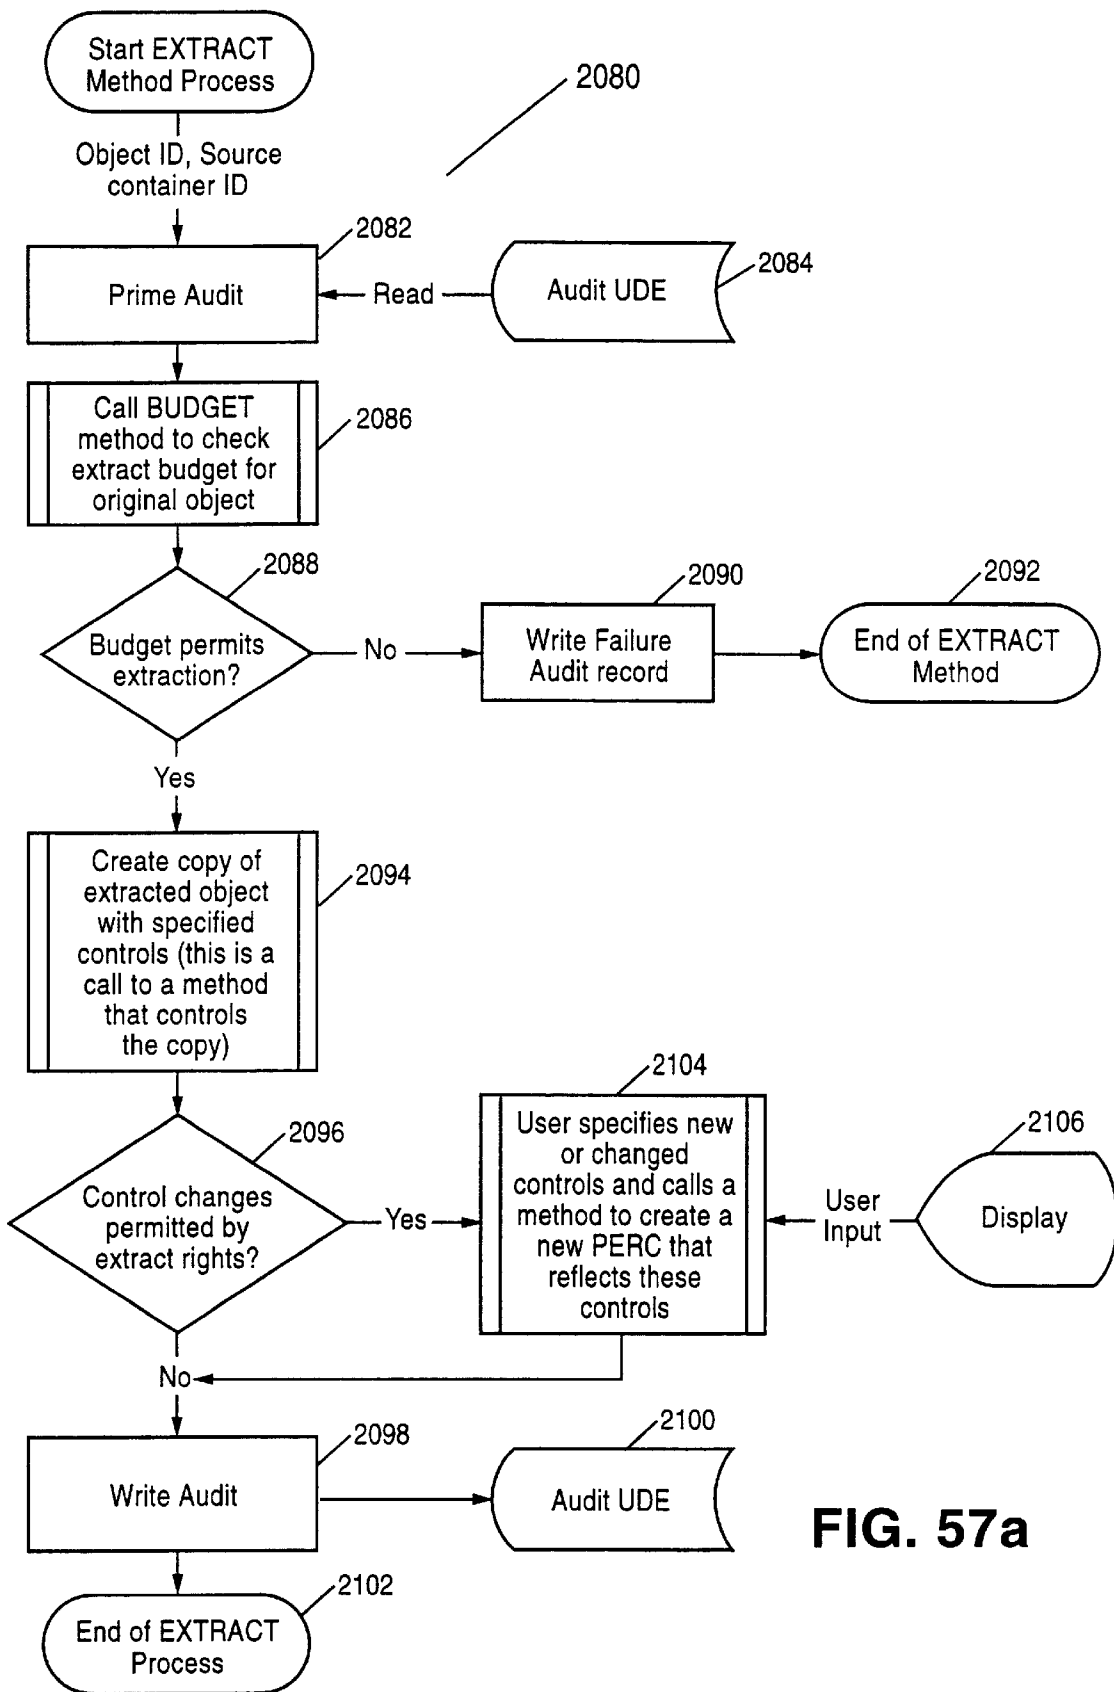 Start EXTRACT
Method Process
2080
Object ID, Source
container ID
2082
Prime Audit
Read
Audit UDE
2084
Call BUDGET
method to check
extract budget for
original object
2086
2088
Budget permits
extraction?
No
2090
Write Failure
Audit record
2092
End of EXTRACT
Method
Yes
Create copy of
extracted object
with specified
controls (this is a
call to a method
that controls
the copy)
2094
2096
Control changes
permitted by
extract rights?
Yes
2104
User specifies new
or changed
controls and calls a
method to create a
new PERC that
reflects these
controls
User
Input
2106
Display
No
2098
Write Audit
2100
Audit UDE
FIG. 57a
2102
End of EXTRACT
Process